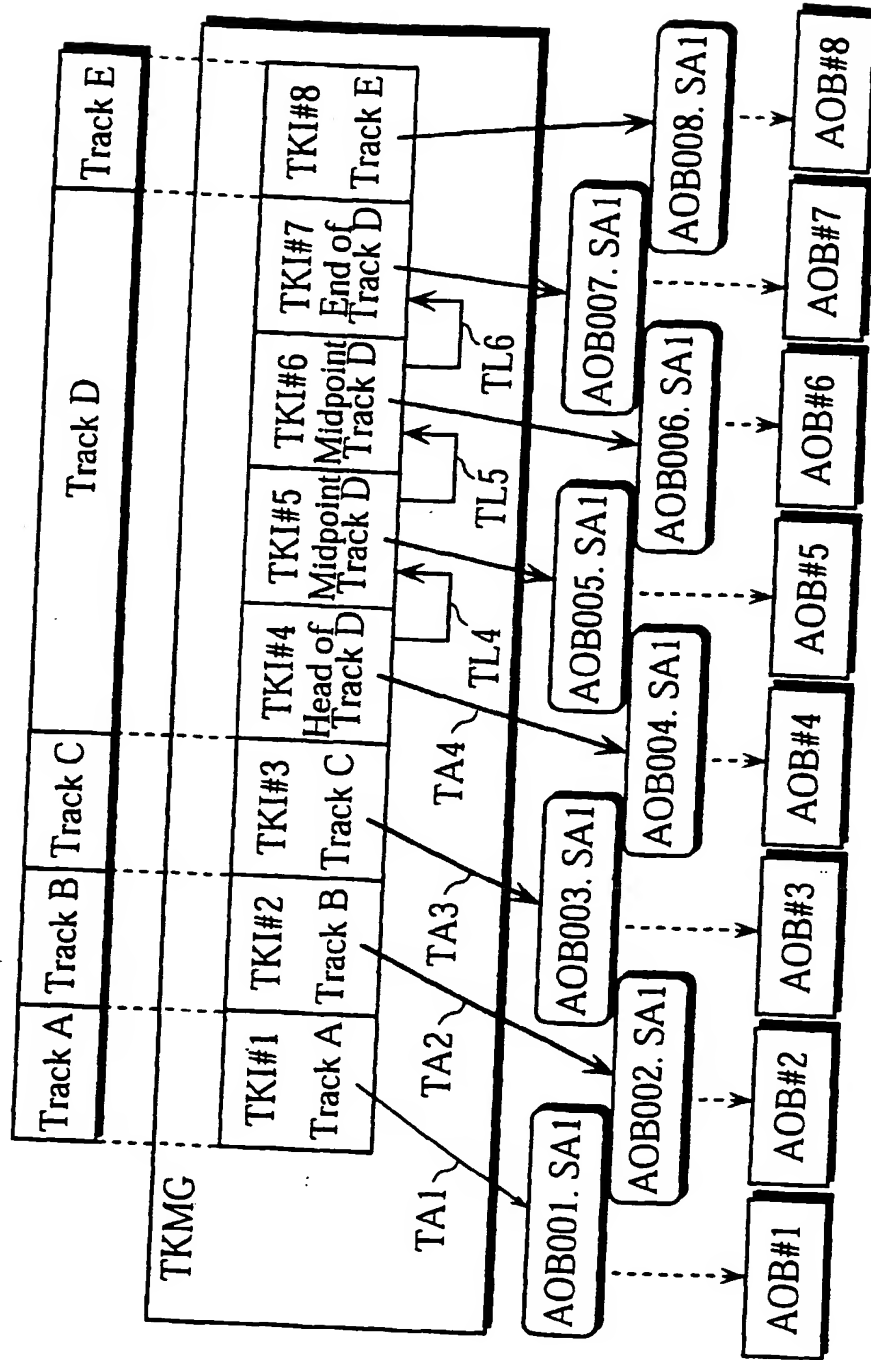 Track A
Track B
Track C
Track D
Track E
TKMG
TKI#1
Track A
TKI#2
Track B
TKI#3
Track C
TKI#4
Head of
Track D
TKI#5
Midpoint
Track D
TKI#6
Midpoint
Track D
TKI#7
End of
Track D
TKI#8
Track E
TA1
TA2
TA3
TA4
TL4
TL5
TL6
AOB001. SA1
AOB002. SA1
AOB003. SA1
AOB004. SA1
AOB005. SA1
AOB006. SA1
AOB007. SA1
AOB008. SA1
AOB#1
AOB#2
AOB#3
AOB#4
AOB#5
AOB#6
AOB#7
AOB#8